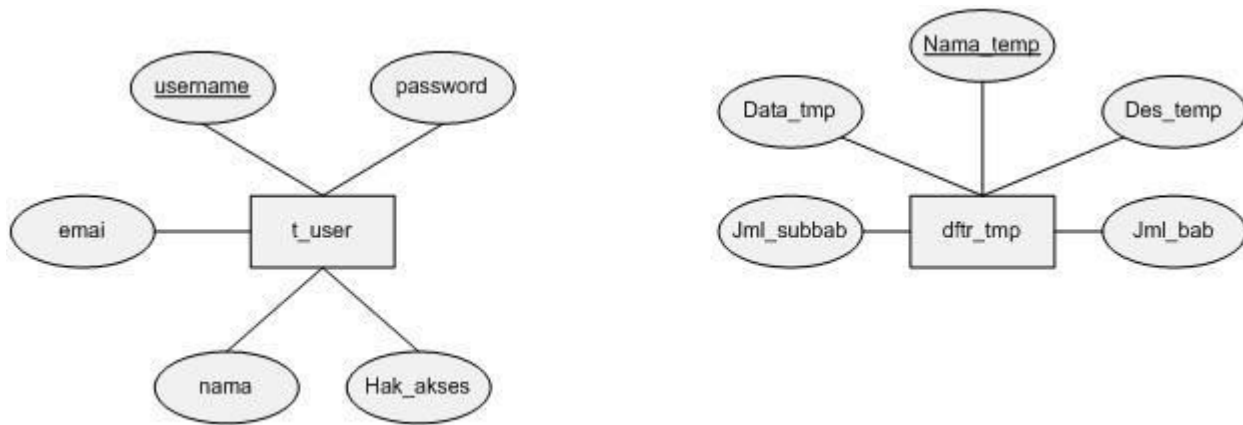 username
password
emai
t_user
nama
Hak_akses
Nama_temp
Data_tmp
Des_temp
Jml_subbab
dftr_tmp
Jml_bab